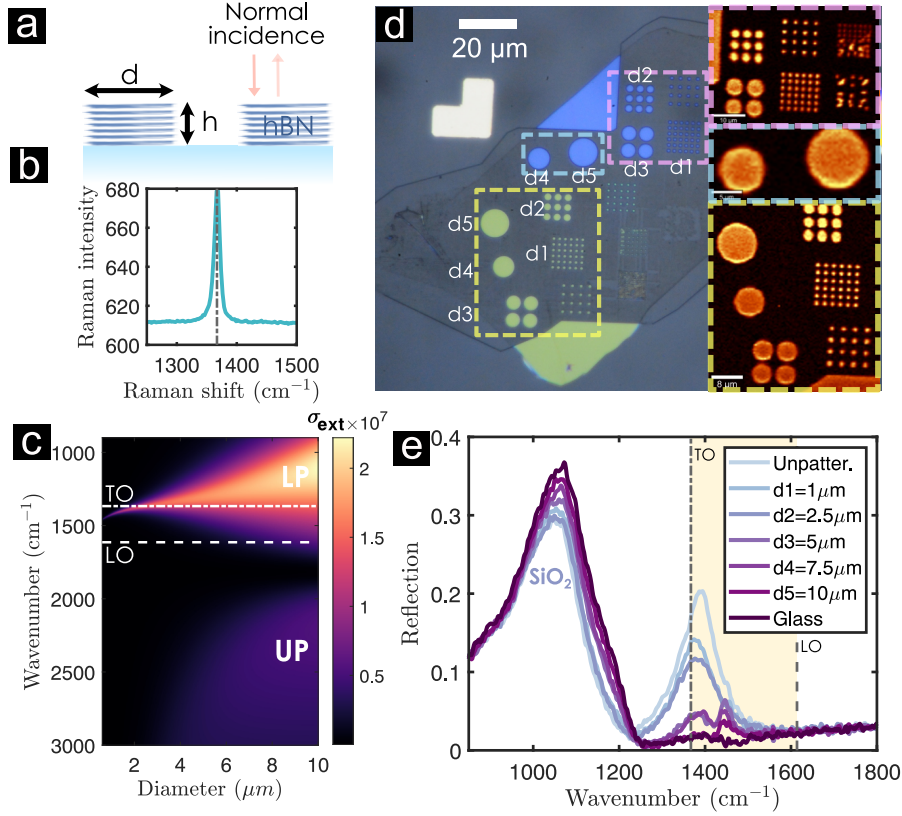 a
Normal
incidence
d
h
hBN
b
680
660
640
620
600
Raman intensity
1300
1400
1500
Raman shift (cm⁻¹)
c
σext×10⁷
1000
1500
2000
2500
3000
Wavenumber (cm⁻¹)
TO
LO
LP
UP
2
1.5
1
0.5
2
4
6
8
10
Diameter μm
d
20 μm
d2
d3
d1
d4
d5
d5
d2
d1
d4
d3
10 μm
8 μm
e
0.4
0.3
0.2
0.1
0
Reflection
SiO₂
TO
LO
Unpatter.
d1=1μm
d2=2.5μm
d3=5μm
d4=7.5μm
d5=10μm
Glass
1000
1200
1400
1600
1800
Wavenumber (cm⁻¹)